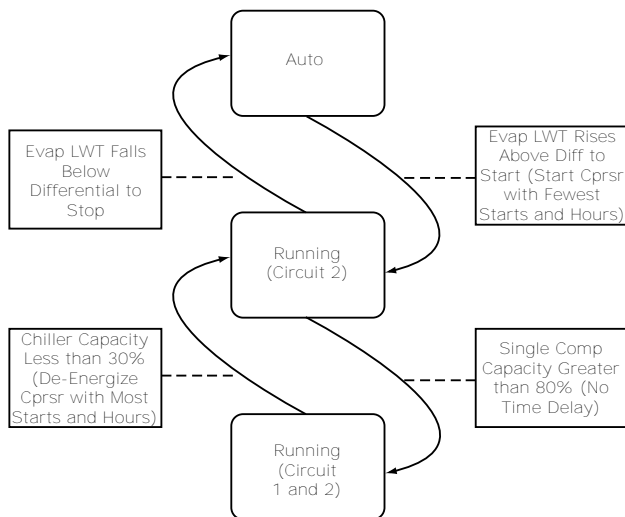 Auto
Evap LWT Falls
Below
Differential to
Stop
Evap LWT Rises
Above Diff to
Start (Start Cprsr
with Fewest
Starts and Hours)
Running
(Circuit 2)
Chiller Capacity
Less than 30%
(De-Energize
Cprsr with Most
Starts and Hours)
Single Comp
Capacity Greater
than 80% (No
Time Delay)
Running
(Circuit
1 and 2)